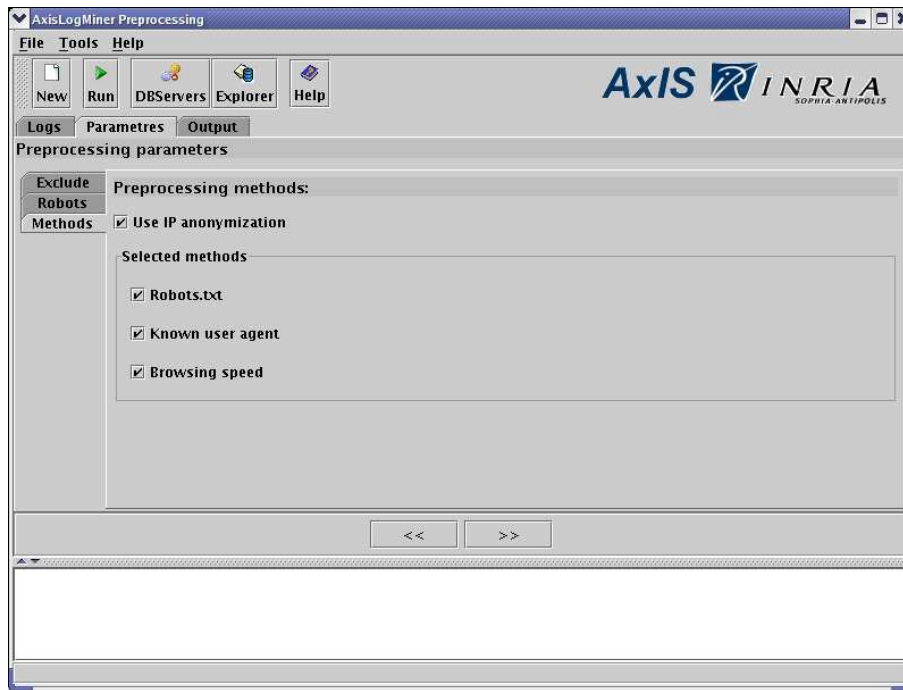 AxisLogMiner Preprocessing
File Tools Help
New Run DBServers Explorer Help
AxIS INRIA
SOPHIA-ANTIPOLIS
Logs Parametres Output
Preprocessing parameters
Exclude
Robots
Methods
Preprocessing methods:
Use IP anonymization
Selected methods
Robots.txt
Known user agent
Browsing speed
<< >>